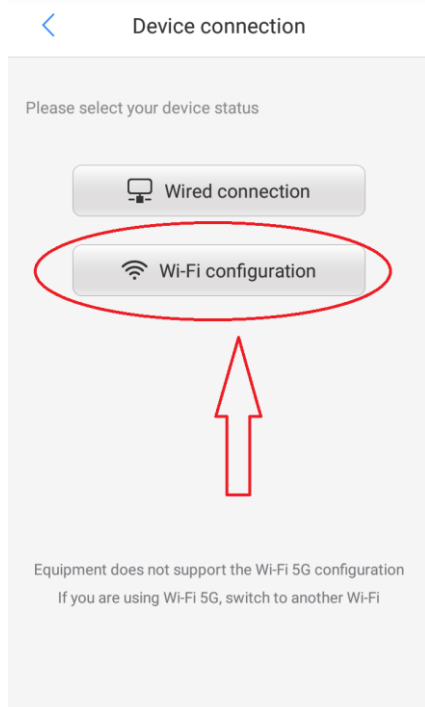 Device connection
Please select your device status
Wired connection
Wi-Fi configuration
Equipment does not support the Wi-Fi 5G configuration
If you are using Wi-Fi 5G, switch to another Wi-Fi